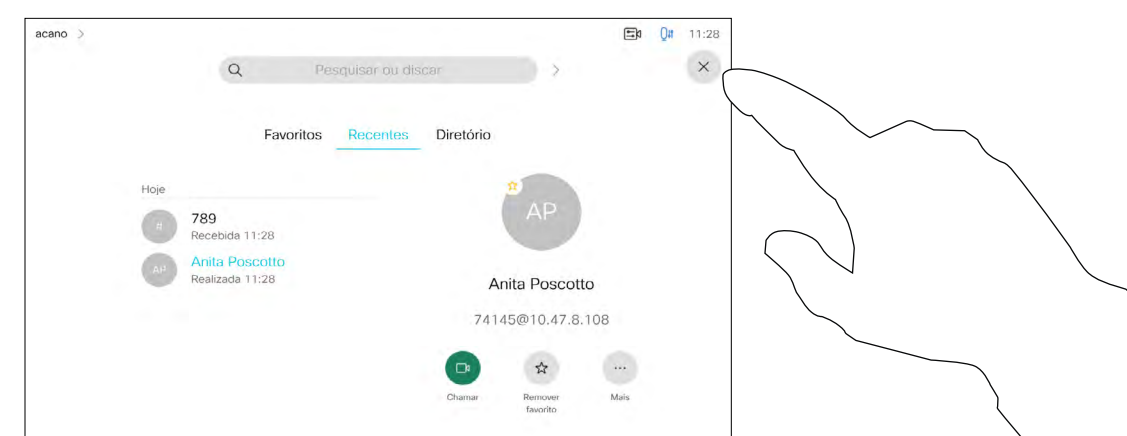 acano >
11:28
Pesquisar ou discar
Favoritos Recentes Diretório
Hoje
#
789
Recebida 11:28
AP
Anita Poscotto
Realizada 11:28
AP
Anita Poscotto
74145@10.47.8.108
Chamar
Remover
favorito
Mais